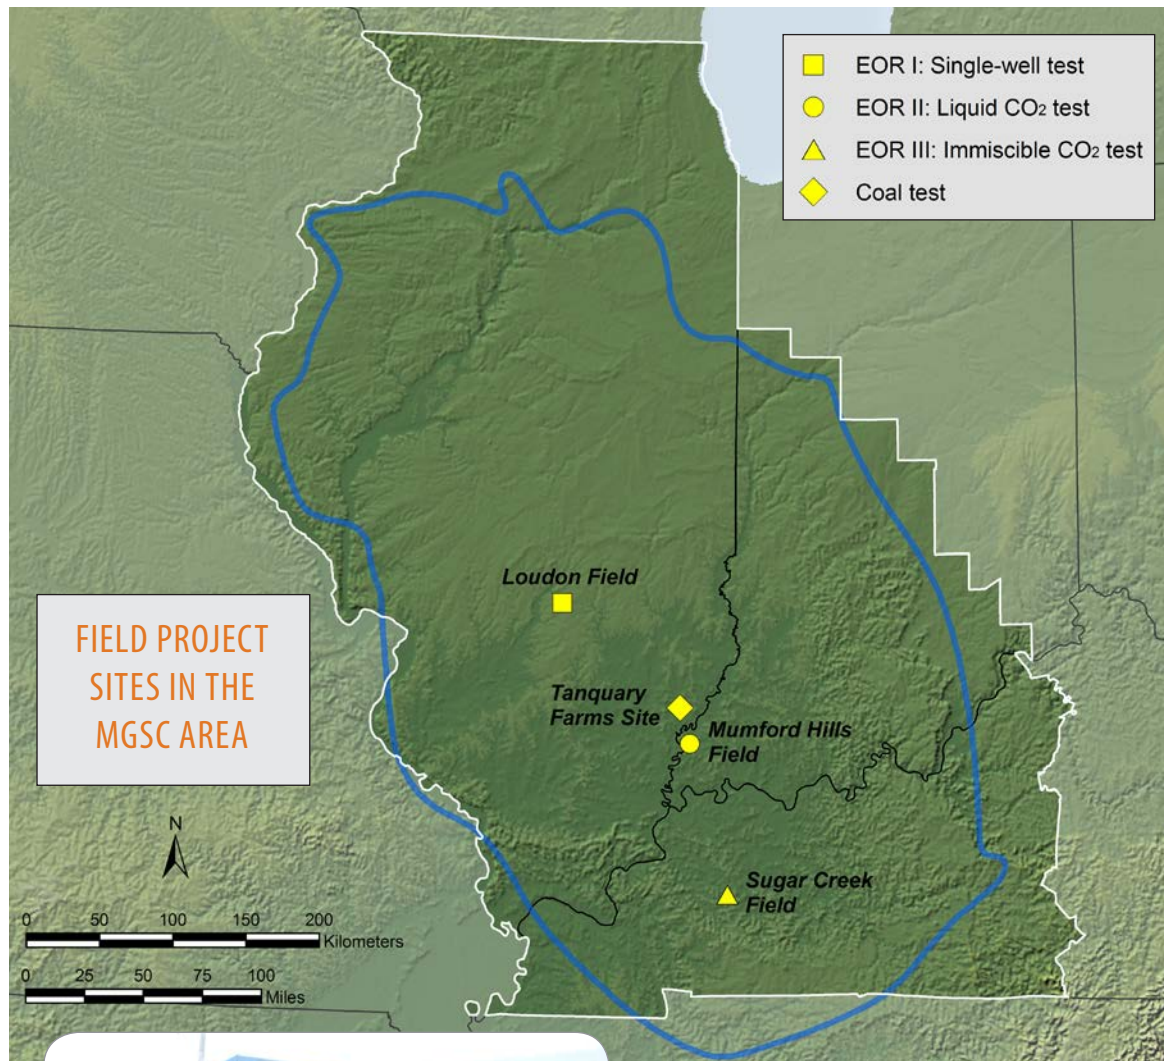 EOR I: Single-well test
EOR II: Liquid CO2 test
EOR III: Immiscible CO2 test
Coal test
Loudon Field
FIELD PROJECT
SITES IN THE
MGSC AREA
Tanquary
Farms Site
Mumford Hills
Field
Sugar Creek
Field
N
0 50 100 150 200
Kilometers
0 25 50 75 100
Miles